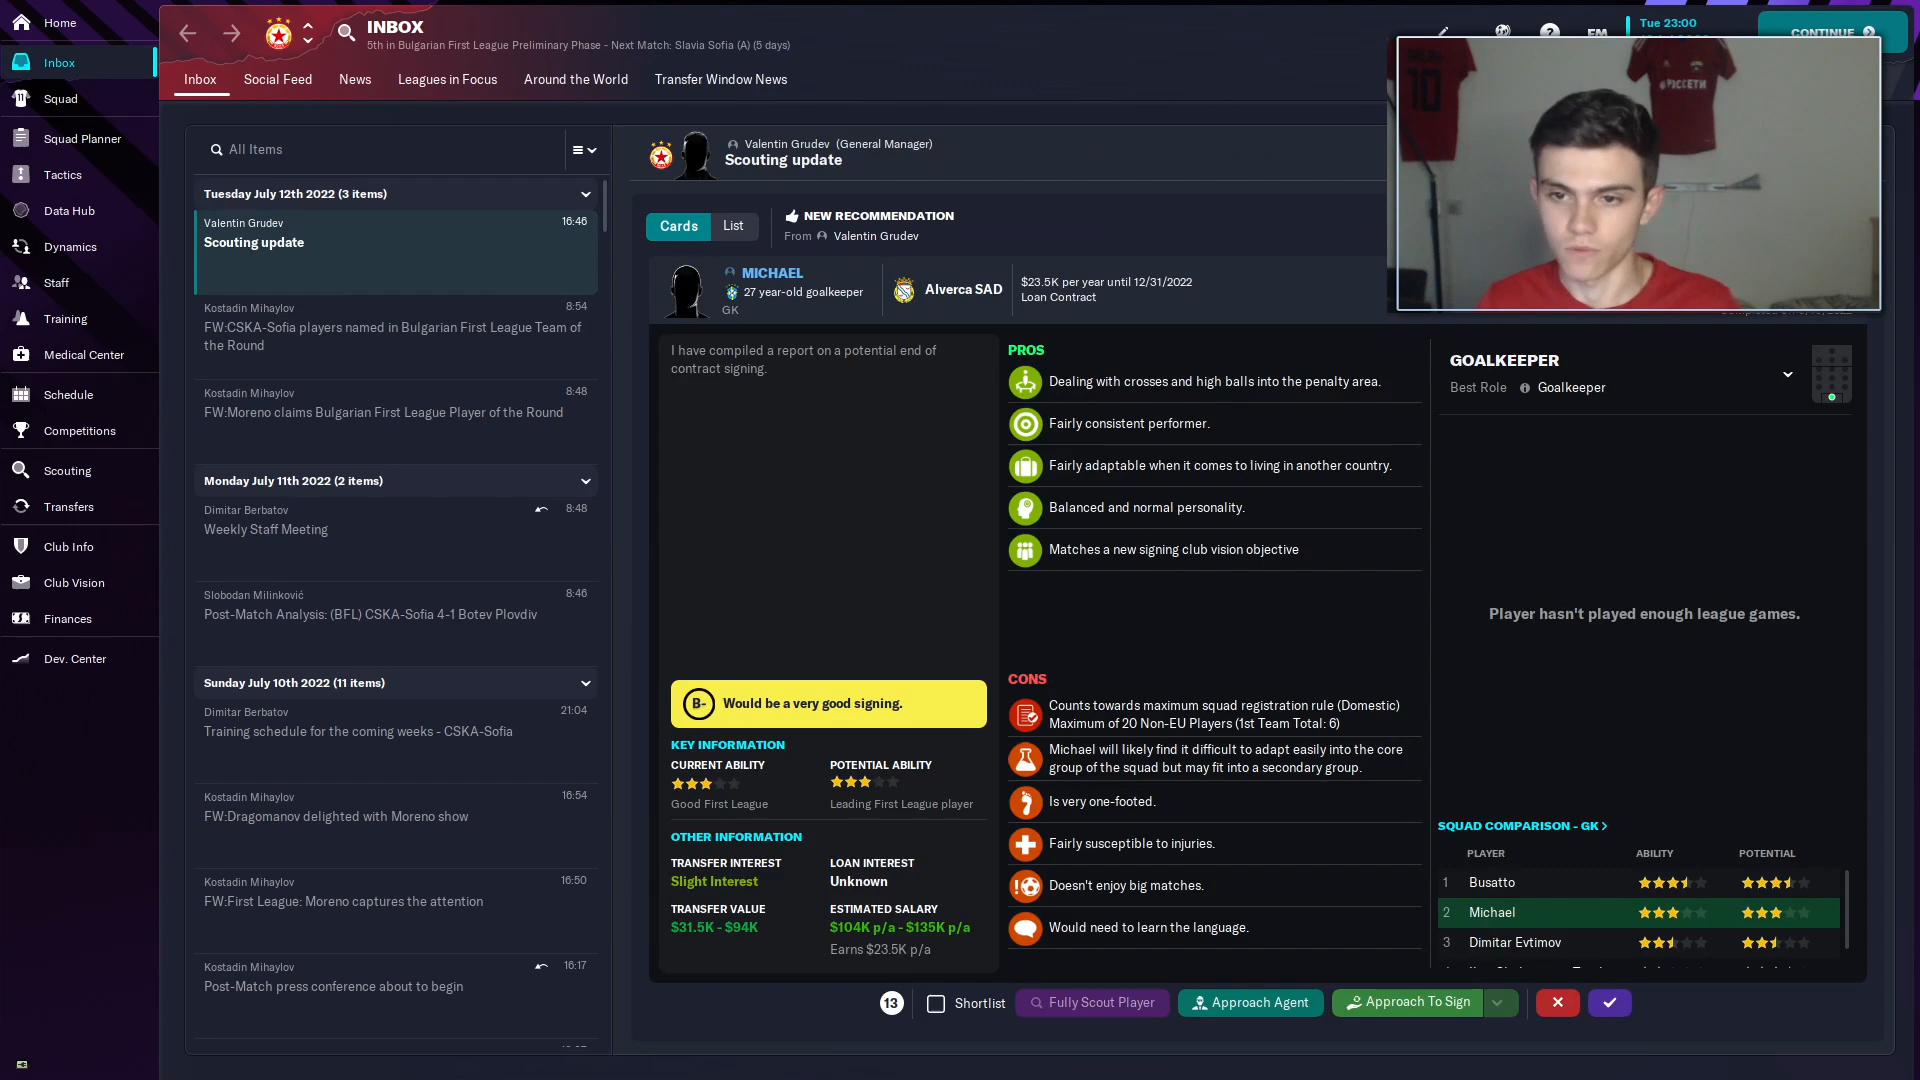 Home
Inbox
Squad
Squad Planner
Tactics
Data Hub
Dynamics
Staff
Training
Medical Center
Schedule
Competitions
Scouting
Transfers
Club Info
Club Vision
Finances
Dev. Center
INBOX
5th in Bulgarian First League Preliminary Phase - Next Match: Slavia Sofia (A) (5 days)
Inbox
Social Feed
News
Leagues in Focus
Around the World
Transfer Window News
FM
Tue 23:00
CONTINUE
10
РОССЕТИ
All Items
Tuesday July 12th 2022 (3 items)
Valentin Grudev 16:46
Scouting update
Kostadin Mihaylov 8:54
FW:CSKA-Sofia players named in Bulgarian First League Team of
the Round
Kostadin Mihaylov 8:48
FW:Moreno claims Bulgarian First League Player of the Round
Monday July 11th 2022 (2 items)
Dimitar Berbatov 8:48
Weekly Staff Meeting
Slobodan Milinković 8:46
Post-Match Analysis: (BFL) CSKA-Sofia 4-1 Botev Plovdiv
Sunday July 10th 2022 (11 items)
Dimitar Berbatov 21:04
Training schedule for the coming weeks - CSKA-Sofia
Kostadin Mihaylov 16:54
FW:Dragomanov delighted with Moreno show
Kostadin Mihaylov 16:50
FW:First League: Moreno captures the attention
Kostadin Mihaylov 16:17
Post-Match press conference about to begin
Valentin Grudev (General Manager)
Scouting update
Cards
List
NEW RECOMMENDATION
From Valentin Grudev
MICHAEL
27 year-old goalkeeper
GK
Alverca SAD
$23.5K per year until 12/31/2022
Loan Contract
I have compiled a report on a potential end of
contract signing.
B- Would be a very good signing.
KEY INFORMATION
CURRENT ABILITY
Good First League
POTENTIAL ABILITY
Leading First League player
OTHER INFORMATION
TRANSFER INTEREST
Slight Interest
LOAN INTEREST
Unknown
TRANSFER VALUE
$31.5K - $94K
ESTIMATED SALARY
$104K p/a - $135K p/a
Earns $23.5K p/a
PROS
Dealing with crosses and high balls into the penalty area.
Fairly consistent performer.
Fairly adaptable when it comes to living in another country.
Balanced and normal personality.
Matches a new signing club vision objective
CONS
Counts towards maximum squad registration rule (Domestic)
Maximum of 20 Non-EU Players (1st Team Total: 6)
Michael will likely find it difficult to adapt easily into the core
group of the squad but may fit into a secondary group.
Is very one-footed.
Fairly susceptible to injuries.
Doesn't enjoy big matches.
Would need to learn the language.
GOALKEEPER
Best Role Goalkeeper
Player hasn't played enough league games.
SQUAD COMPARISON - GK >
PLAYER ABILITY POTENTIAL
1 Busatto
2 Michael
3 Dimitar Evtimov
13
Shortlist
Fully Scout Player
Approach Agent
Approach To Sign